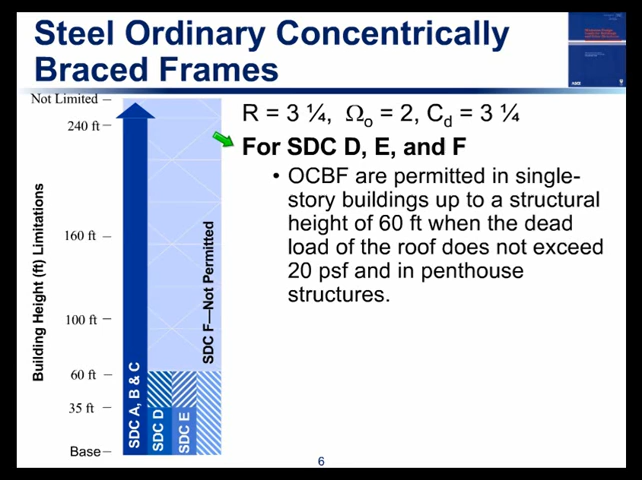 Steel Ordinary Concentrically
Braced Frames
Not Limited
240 ft
160 ft
100 ft
60 ft
35 ft
Base
Building Height (ft) Limitations
SDC A, B & C
SDC D
SDC E
SDC F—Not Permitted
R = 3 ¼, Ωo = 2, Cd = 3 ¼
For SDC D, E, and F
• OCBF are permitted in single-
story buildings up to a structural
height of 60 ft when the dead
load of the roof does not exceed
20 psf and in penthouse
structures.
6